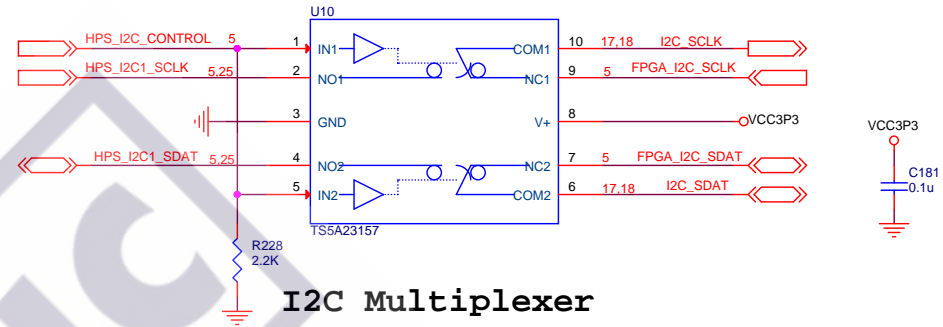 U10
HPS_I2C_CONTROL 5 1 IN1 COM1 10 17,18 I2C_SCLK
HPS_I2C1_SCLK 5,25 2 NO1 NC1 9 5 FPGA_I2C_SCLK
3 GND V+ 8 VCC3P3
HPS_I2C1_SDAT 5,25 4 NO2 NC2 7 5 FPGA_I2C_SDAT
5 IN2 COM2 6 17,18 I2C_SDAT
TS5A23157
VCC3P3
C181
0.1u
R228
2.2K
I2C Multiplexer